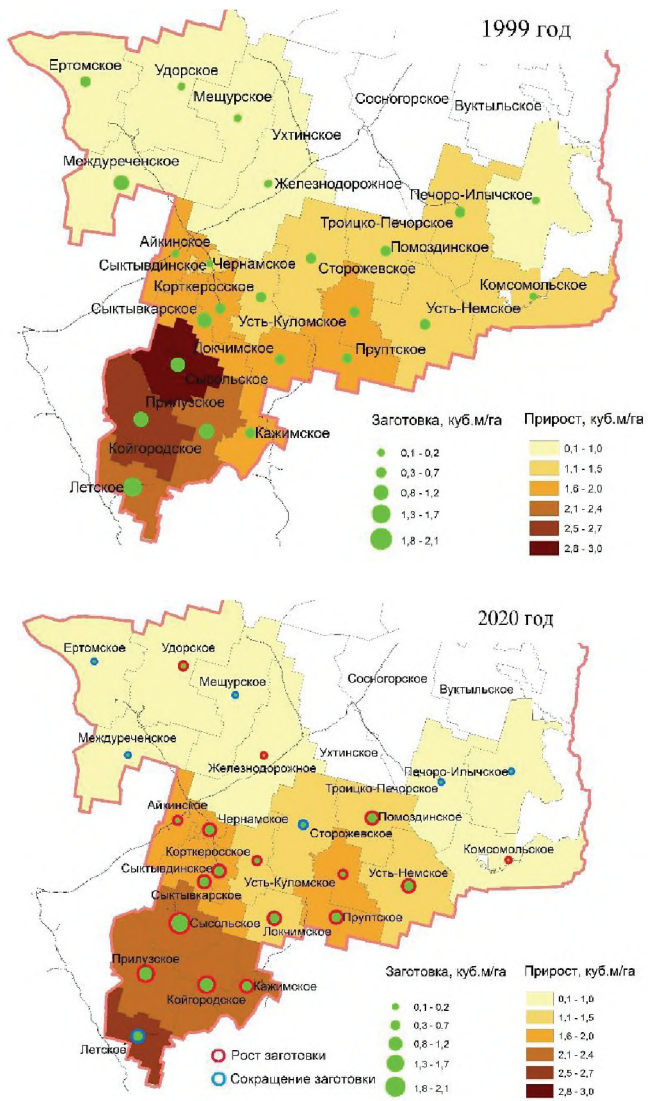 1999 год
Ертомское
Удорское
Мещурское
Сосногорское
Вуктыльское
Ухтинское
Междуреченское
Железнодорожное
Печоро-Илычское
Троицко-Печорское
Айкинское
Помоздинское
Сыктывдинское
Чернамское
Сторожевское
Корткеросское
Комсомольское
Сыктывкарское
Усть-Куломское
Усть-Немское
Локчимское
Пруптское
Сысольское
Прилузское
Койгородское
Кажимское
Летское
Заготовка, куб.м/га
0,1 - 0,2
0,3 - 0,7
0,8 - 1,2
1,3 - 1,7
1,8 - 2,1
Прирост, куб.м/га
0,1 - 1,0
1,1 - 1,5
1,6 - 2,0
2,1 - 2,4
2,5 - 2,7
2,8 - 3,0
2020 год
Ертомское
Удорское
Мещурское
Сосногорское
Вуктыльское
Междуреченское
Ухтинское
Железнодорожное
Печоро-Илычское
Троицко-Печорское
Айкинское
Чернамское
Помоздинское
Сторожевское
Корткеросское
Комсомольское
Сыктывдинское
Усть-Куломское
Усть-Немское
Сыктывкарское
Пруптское
Сысольское
Локчимское
Прилузское
Койгородское
Кажимское
Летское
Рост заготовки
Сокращение заготовки
Заготовка, куб.м/га
0,1 - 0,2
0,3 - 0,7
0,8 - 1,2
1,3 - 1,7
1,8 - 2,1
Прирост, куб.м/га
0,1 - 1,0
1,1 - 1,5
1,6 - 2,0
2,1 - 2,4
2,5 - 2,7
2,8 - 3,0